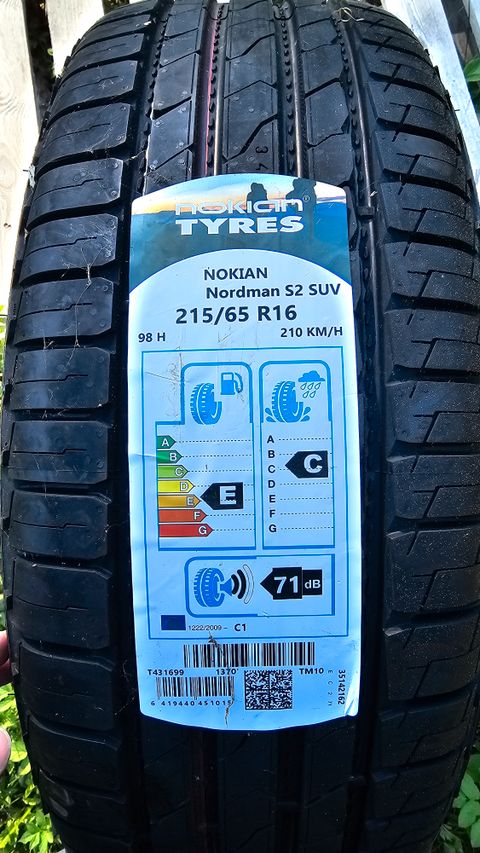 nokian®
TYRES
NOKIAN
Nordman S2 SUV
215/65 R16
98 H 210 KM/H
A
B
C
D
E
F
G
E
A
B
C
D
E
F
G
C
71 dB
1222/2009 - C1
T431699 1370 TM10
6 419440 451015
35142162